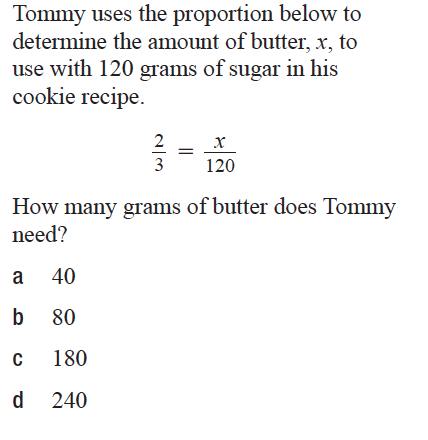 Tommy uses the proportion below to
determine the amount of butter, x, to
use with 120 grams of sugar in his
cookie recipe.
2/3 = x/120
How many grams of butter does Tommy
need?
a 40
b 80
c 180
d 240